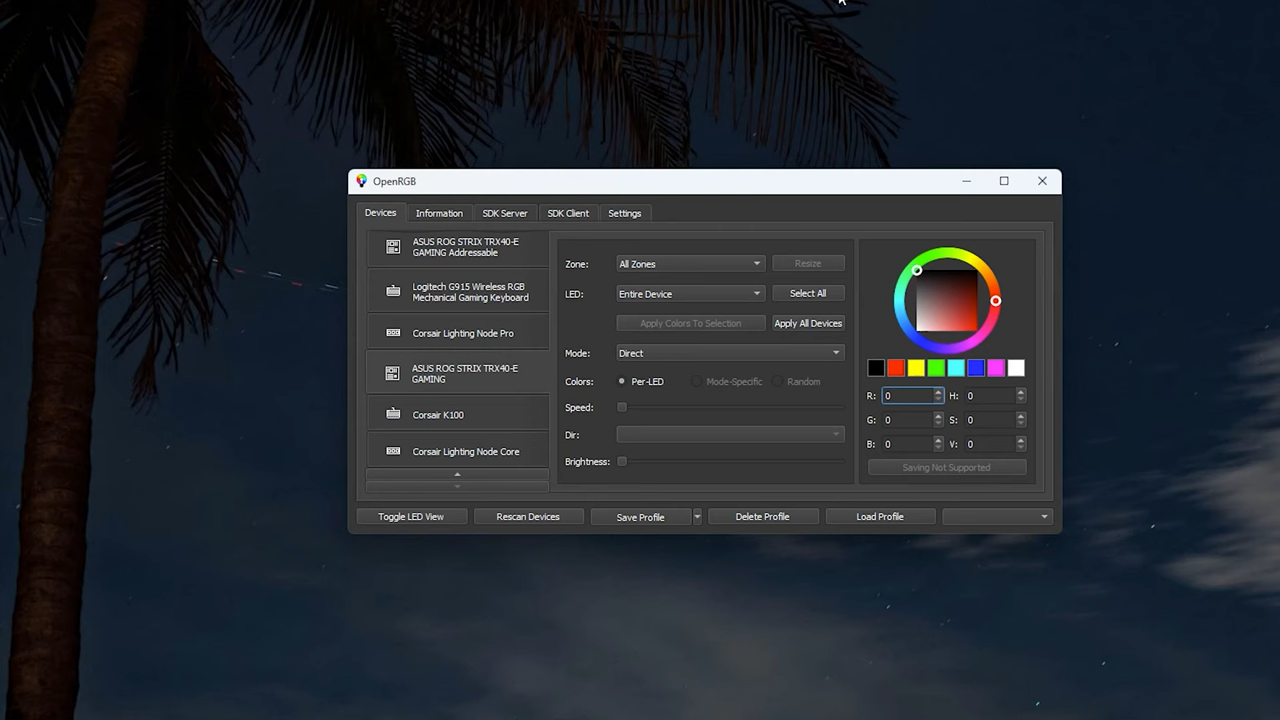 OpenRGB
Devices
Information
SDK Server
SDK Client
Settings
ASUS ROG STRIX TRX40-E
GAMING Addressable
Logitech G915 Wireless RGB
Mechanical Gaming Keyboard
Corsair Lighting Node Pro
ASUS ROG STRIX TRX40-E
GAMING
Corsair K100
Corsair Lighting Node Core
Zone:
All Zones
Resize
LED:
Entire Device
Select All
Apply Colors To Selection
Apply All Devices
Mode:
Direct
Colors:
Per-LED
Mode-Specific
Random
Speed:
Dir:
Brightness:
R: 0
H: 0
G: 0
S: 0
B: 0
V: 0
Saving Not Supported
Toggle LED View
Rescan Devices
Save Profile
Delete Profile
Load Profile